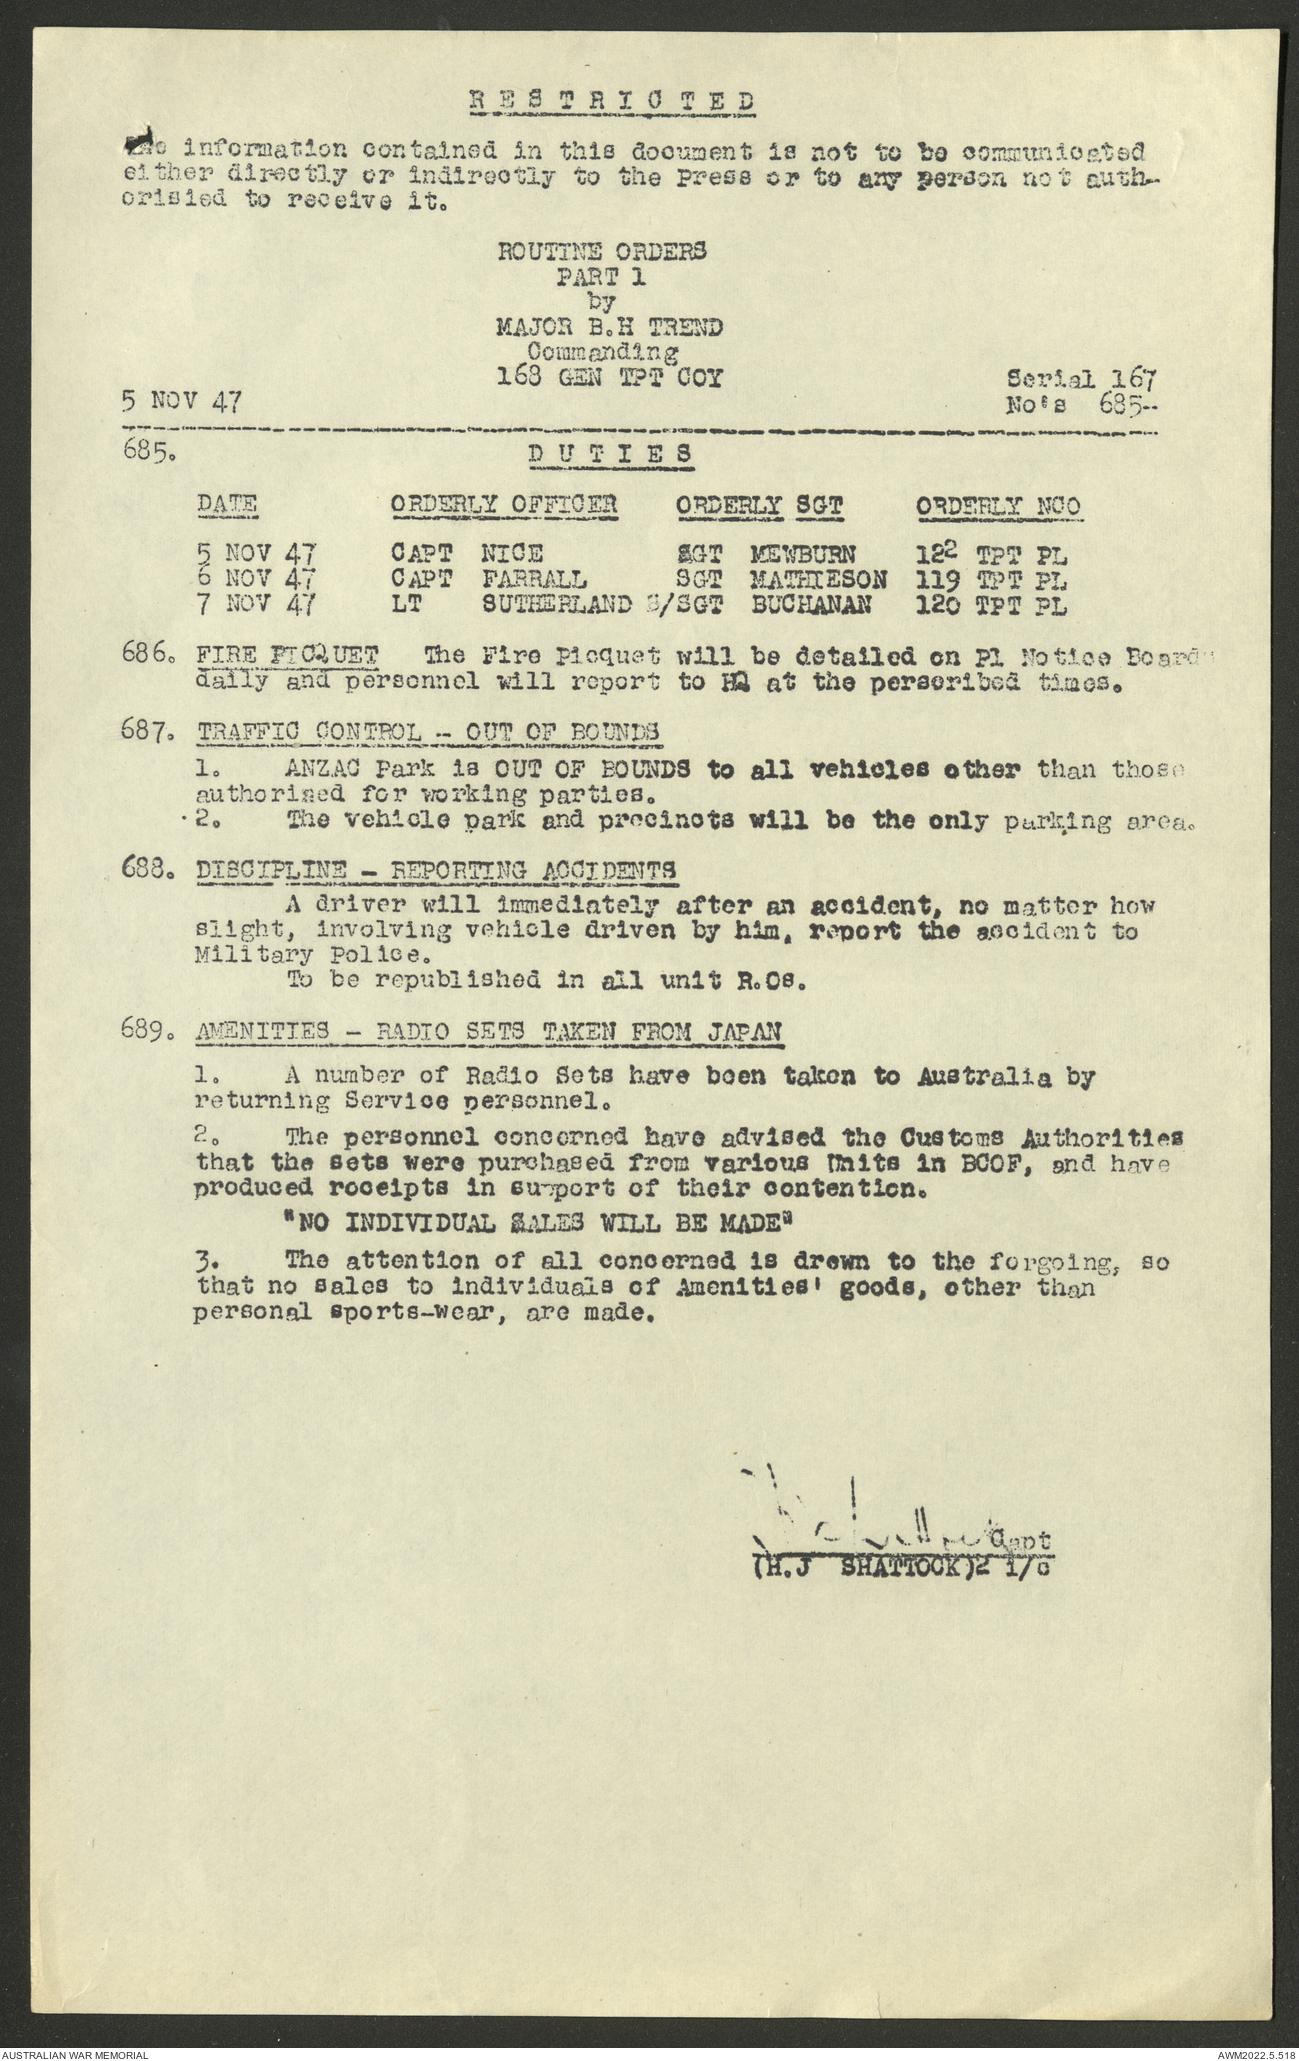 RESTRICTED
The information contained in this document is not to be communicated
either directly or indirectly to the Press or to any person not auth-
orisied to receive it.
ROUTINE ORDERS
PART 1
by
MAJOR B.H TREND
Commanding
168 GEN TPT COY
Serial 167
5 NOV 47
No's 685--
685. DUTIES
DATE ORDERLY OFFICER ORDERLY SGT ORDERLY NCO
5 NOV 47 CAPT NICE SGT MEWBURN 122 TPT PL
6 NOV 47 CAPT FARRALL SGT MATHIESON 119 TPT PL
7 NOV 47 LT SUTHERLAND S/SGT BUCHANAN 120 TPT PL
686. FIRE PICQUET The Fire Picquet will be detailed on Pl Notice Board
daily and personnel will report to HQ at the perscribed times.
687. TRAFFIC CONTROL - OUT OF BOUNDS
1. ANZAC Park is OUT OF BOUNDS to all vehicles other than those
authorised for working parties.
2. The vehicle park and precincts will be the only parking area.
688. DISCIPLINE - REPORTING ACCIDENTS
A driver will immediately after an accident, no matter how
slight, involving vehicle driven by him, report the accident to
Military Police.
To be republished in all unit R.Os.
689. AMENITIES - RADIO SETS TAKEN FROM JAPAN
1. A number of Radio Sets have been taken to Australia by
returning Service personnel.
2. The personnel concerned have advised the Customs Authorities
that the sets were purchased from various Units in BCOF, and have
produced receipts in support of their contention.
"NO INDIVIDUAL SALES WILL BE MADE"
3. The attention of all concerned is drewn to the forgoing, so
that no sales to individuals of Amenities' goods, other than
personal sports-wear, are made.
Capt
(H.J SHATTOCK)2 i/c
AUSTRALIAN WAR MEMORIAL
AWM2022.5.518